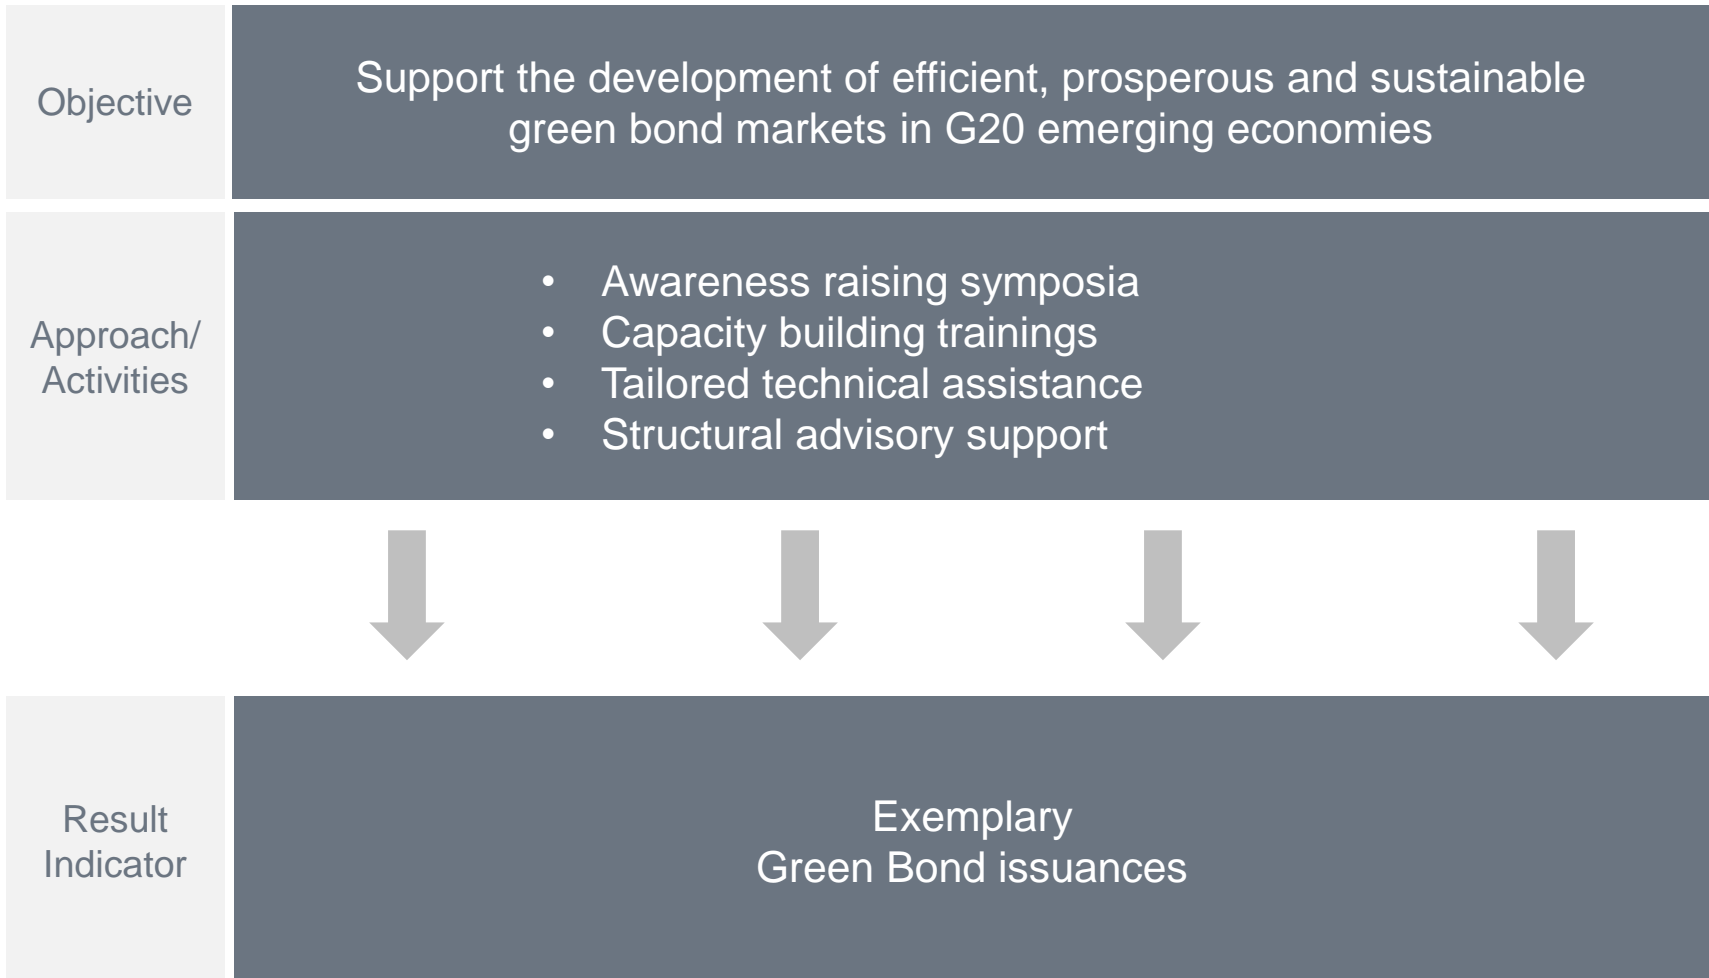 Objective
Support the development of efficient, prosperous and sustainable
green bond markets in G20 emerging economies
Approach/
Activities
• Awareness raising symposia
• Capacity building trainings
• Tailored technical assistance
• Structural advisory support
Result
Indicator
Exemplary
Green Bond issuances